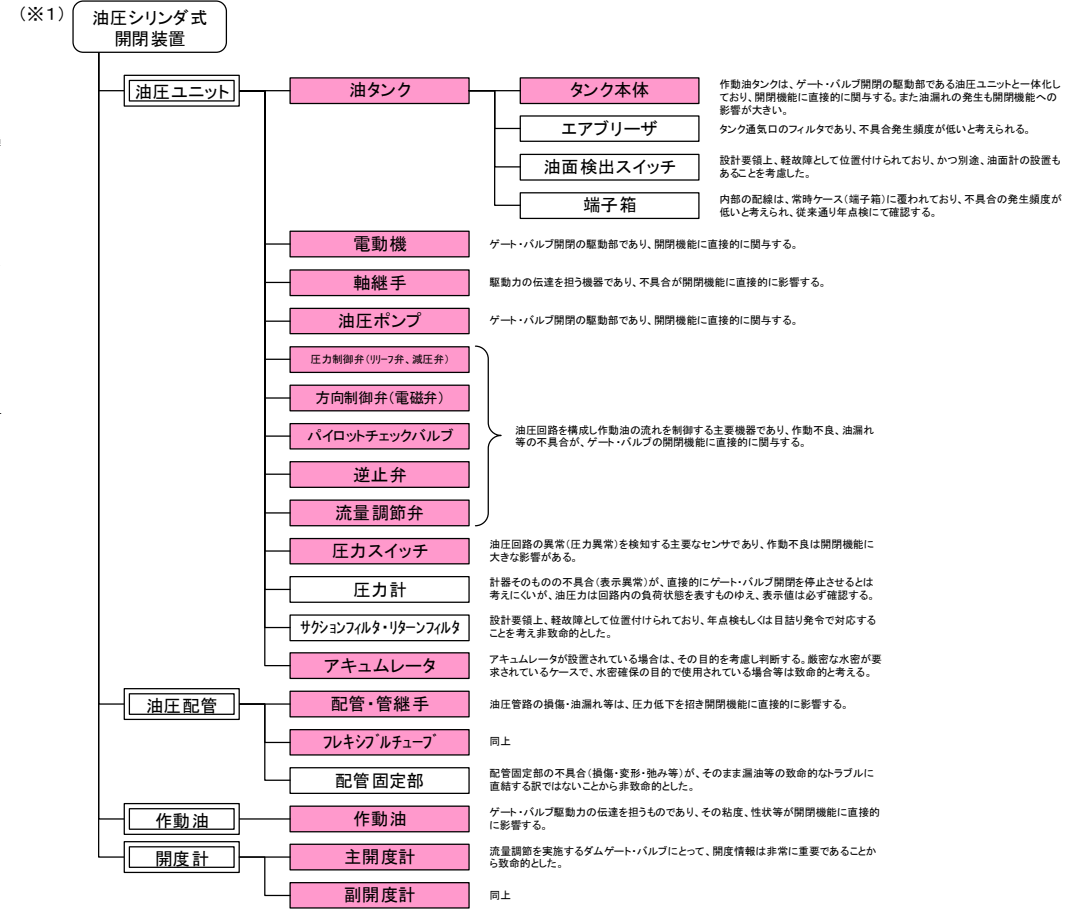 (※1)
油圧シリンダ式
開閉装置
油圧ユニット
油タンク
タンク本体
作動油タンクは、ゲート・バルブ開閉の駆動部である油圧ユニットと一体化し
ており、開閉機能に直接的に関与する。また油漏れの発生も開閉機能への
影響が大きい。
エアブリーザ
タンク通気口のフィルタであり、不具合発生頻度が低いと考えられる。
油面検出スイッチ
設計要領上、軽故障として位置付けられており、かつ別途、油面計の設置も
あることを考慮した。
端子箱
内部の配線は、常時ケース(端子箱)に覆われており、不具合の発生頻度が
低いと考えられ、従来通り年点検にて確認する。
電動機
ゲート・バルブ開閉の駆動部であり、開閉機能に直接的に関与する。
軸継手
駆動力の伝達を担う機器であり、不具合が開閉機能に直接的に影響する。
油圧ポンプ
ゲート・バルブ開閉の駆動部であり、開閉機能に直接的に関与する。
圧力制御弁(リリーフ弁、減圧弁)
方向制御弁(電磁弁)
パイロットチェックバルブ
油圧回路を構成し作動油の流れを制御する主要機器であり、作動不良、油漏れ
等の不具合が、ゲート・バルブの開閉機能に直接的に関与する。
逆止弁
流量調節弁
圧力スイッチ
油圧回路の異常(圧力異常)を検知する主要なセンサであり、作動不良は開閉機能に
大きな影響がある。
圧力計
計器そのものの不具合(表示異常)が、直接的にゲート・バルブ開閉を停止させるとは
考えにくいが、油圧力は回路内の負荷状態を表すものゆえ、表示値は必ず確認する。
サクションフィルタ・リターンフィルタ
設計要領上、軽故障として位置付けられており、年点検もしくは目詰り発令で対応する
ことを考え非致命的とした。
アキュムレータ
アキュムレータが設置されている場合は、その目的を考慮し判断する。厳密な水密が要
求されているケースで、水密確保の目的で使用されている場合等は致命的と考える。
油圧配管
配管・管継手
油圧管路の損傷・油漏れ等は、圧力低下を招き開閉機能に直接的に影響する。
フレキシブルチューブ
同上
配管固定部
配管固定部の不具合(損傷・変形・弛み等)が、そのまま漏油等の致命的なトラブルに
直結する訳ではないことから非致命的とした。
作動油
作動油
ゲート・バルブ駆動力の伝達を担うものであり、その粘度、性状等が開閉機能に直接的
に影響する。
開度計
主開度計
流量調節を実施するダムゲート・バルブにとって、開度情報は非常に重要であることか
ら致命的とした。
副開度計
同上